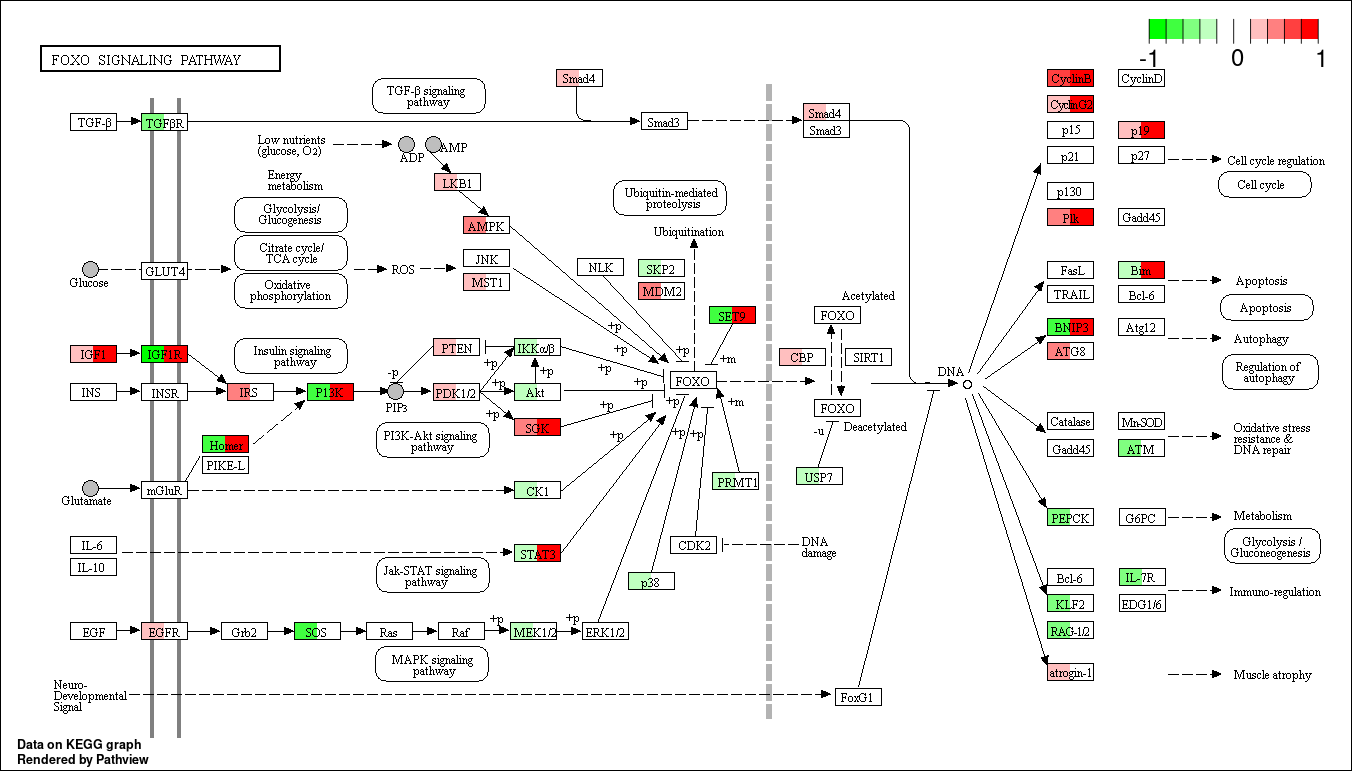 FOXO SIGNALING PATHWAY
-1
0
1
TGF-β signaling
pathway
Smad4
CyclinB
CyclinD
CyclinG2
TGF-β
TGFβR
Smad3
Smad4
Smad3
p15
p19
p21
p27
Cell cycle regulation
Cell cycle
p130
Plk
Gadd45
Low nutrients
(glucose, O2)
ADP
AMP
LKB1
AMPK
Energy
metabolism
Glycolysis/
Glucogenesis
Citrate cycle/
TCA cycle
Oxidative
phosphorylation
Glucose
GLUT4
ROS
JNK
MST1
Ubiquitin-mediated
proteolysis
Ubiquitination
NLK
SKP2
MDM2
SET9
+p
+p
+m
Acetylated
FOXO
CBP
SIRT1
FOXO
Deacetylated
-u
USP7
FasL
Bim
Apoptosis
TRAIL
Bcl-6
Apoptosis
BNIP3
Atg12
Autophagy
ATG8
Regulation of
autophagy
DNA
IGF1
IGF1R
Insulin signaling
pathway
PTEN
IKKα/β
+p
+p
+p
+p
-p
INS
INSR
IRS
PI3K
PIP3
PDK1/2
Akt
+p
+p
+p
FOXO
+m
SGK
+p
+p
+p
+p
+p
PI3K-Akt signaling
pathway
Homer
PIKE-L
Glutamate
mGluR
CK1
PRMT1
Catalase
Mn-SOD
Oxidative stress
resistance &
DNA repair
Gadd45
ATM
PEPCK
G6PC
Metabolism
Glycolysis /
Gluconeogenesis
IL-6
IL-10
STAT3
Jak-STAT signaling
pathway
CDK2
DNA
damage
p38
Bcl-6
IL-7R
Immuno-regulation
KLF2
EDG1/6
RAG-1/2
EGF
EGFR
Grb2
SOS
Ras
Raf
+p
MEK1/2
+p
ERK1/2
MAPK signaling
pathway
atrogin-1
Muscle atrophy
Neuro-
Developmental
Signal
FoxG1
Data on KEGG graph
Rendered by Pathview